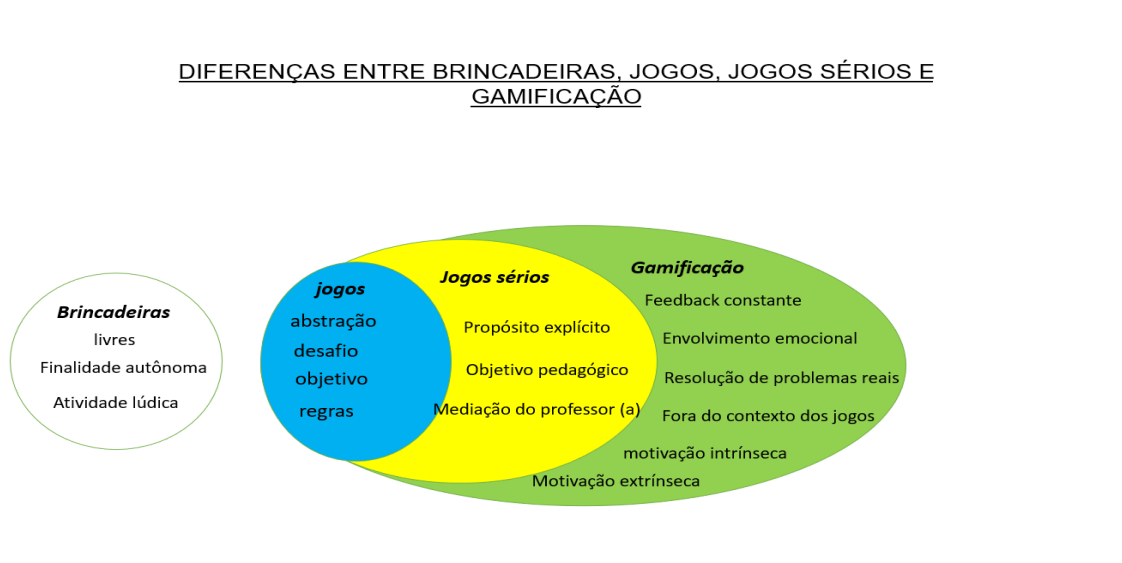 DIFERENÇAS ENTRE BRINCADEIRAS, JOGOS, JOGOS SÉRIOS E
GAMIFICAÇÃO
Brincadeiras
livres
Finalidade autônoma
Atividade lúdica
jogos
abstração
desafio
objetivo
regras
Jogos sérios
Propósito explícito
Objetivo pedagógico
Mediação do professor (a)
Gamificação
Feedback constante
Envolvimento emocional
Resolução de problemas reais
Fora do contexto dos jogos
motivação intrínseca
Motivação extrínseca